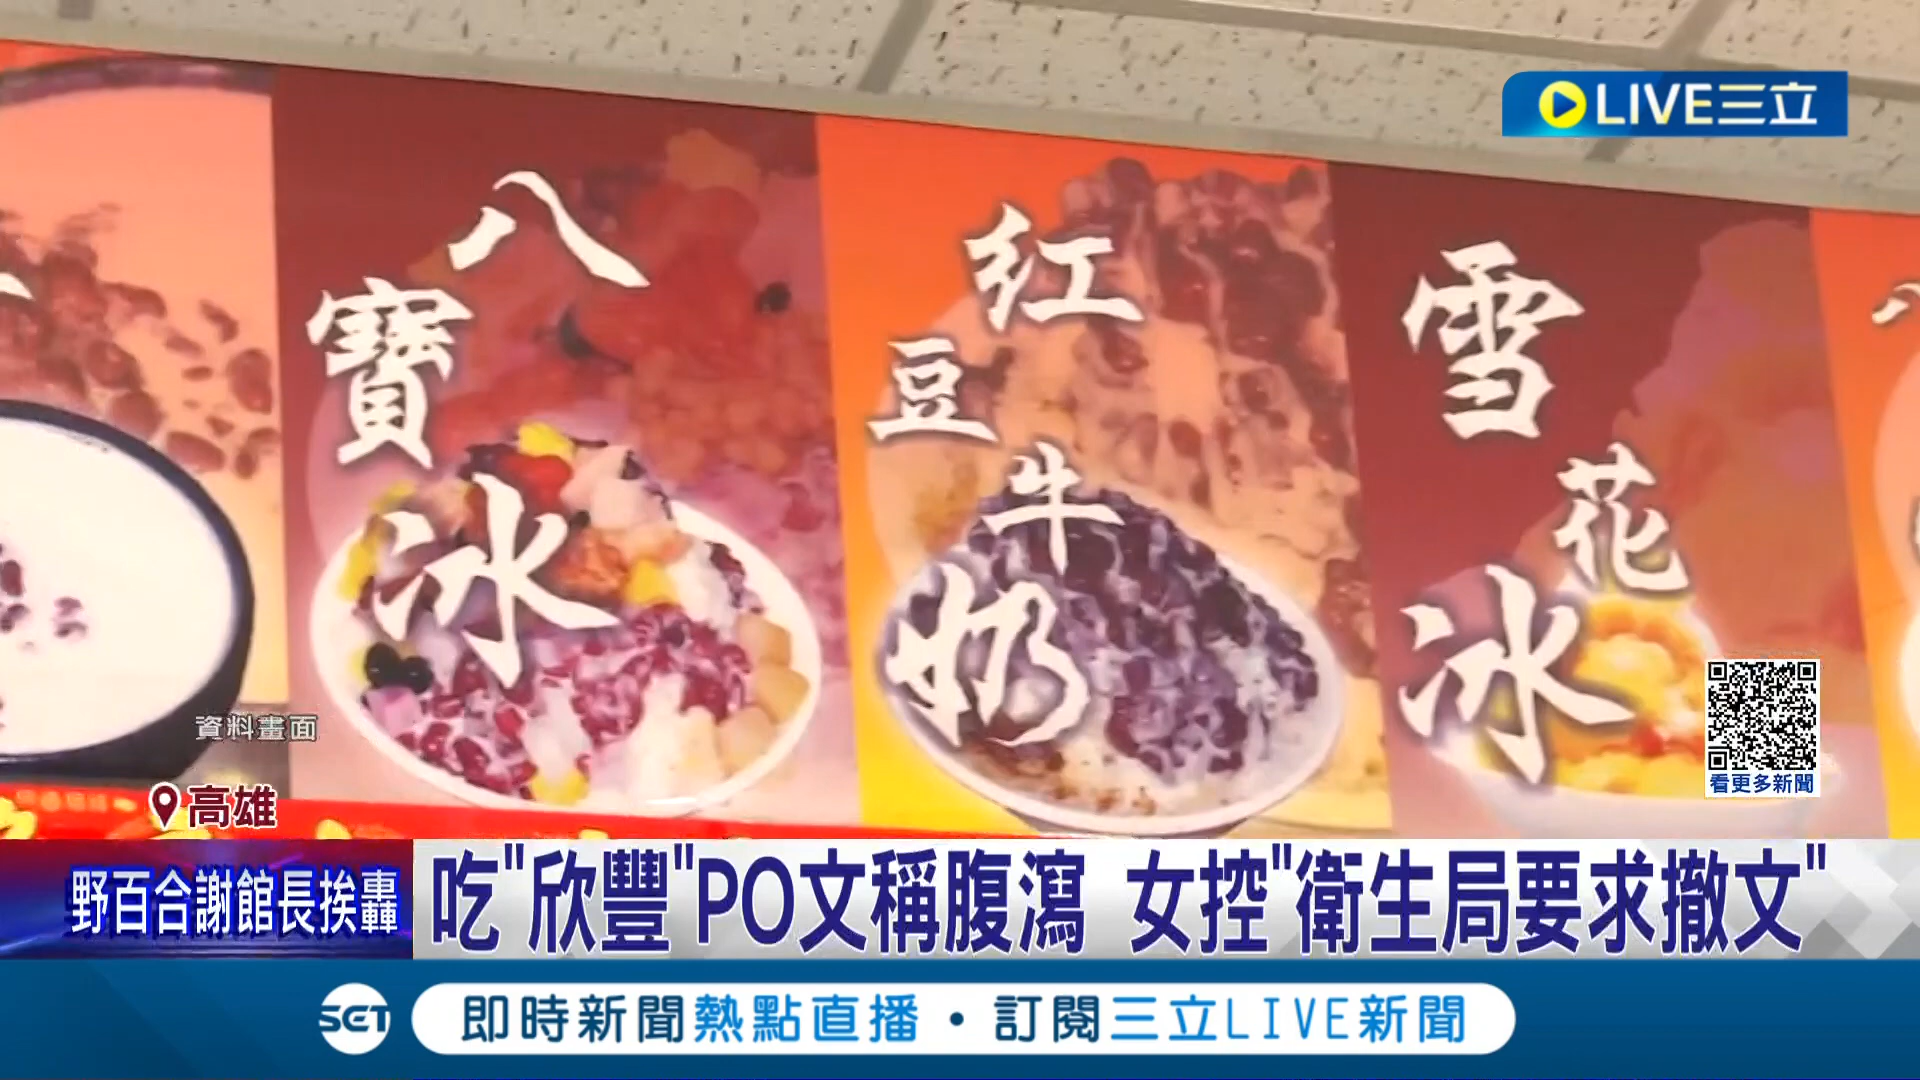 LIVE三立
八寶冰
紅豆牛奶
雪花冰
資料畫面
看更多新聞
高雄
野百合謝館長挨轟
吃"欣豐"PO文稱腹瀉 女控"衛生局要求撤文"
SET
即時新聞熱點直播・訂閱三立LIVE新聞